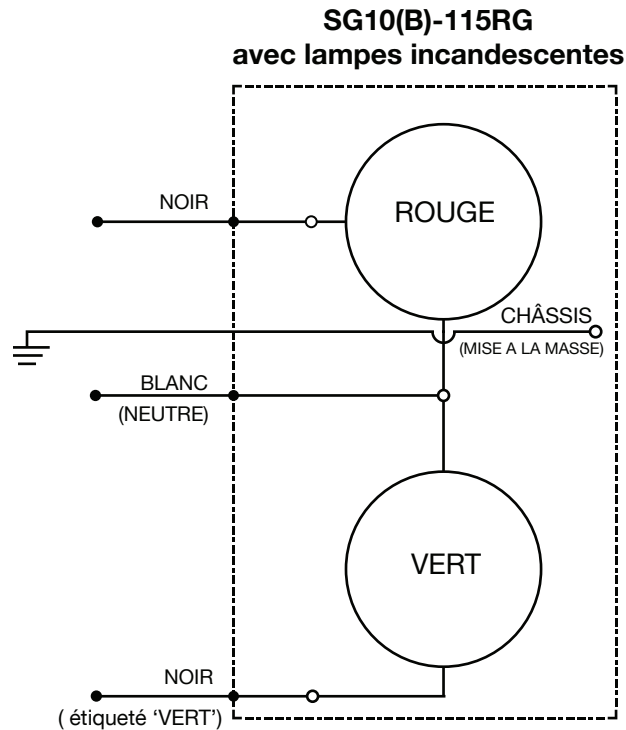 SG10(B)-115RG
avec lampes incandescentes
NOIR
ROUGE
CHÂSSIS
(MISE A LA MASSE)
BLANC
(NEUTRE)
VERT
NOIR
( étiqueté ‘VERT’)